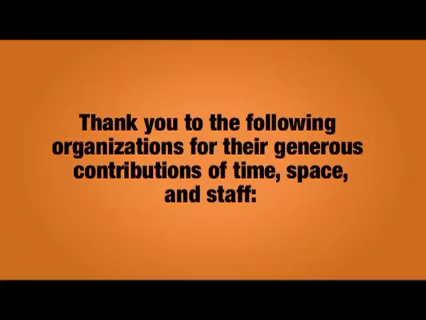 Thank you to the following
organizations for their generous
contributions of time, space,
and staff: